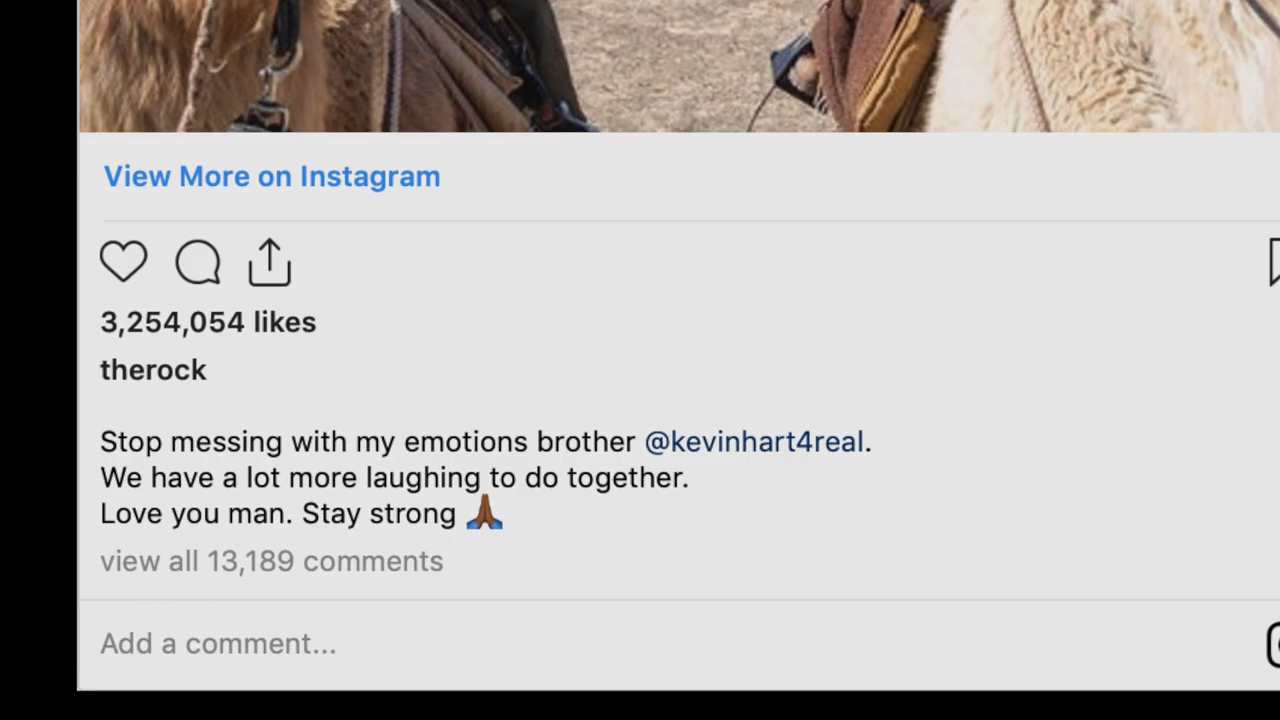 View More on Instagram
3,254,054 likes
therock
Stop messing with my emotions brother @kevinhart4real.
We have a lot more laughing to do together.
Love you man. Stay strong 🙏🏾
view all 13,189 comments
Add a comment...